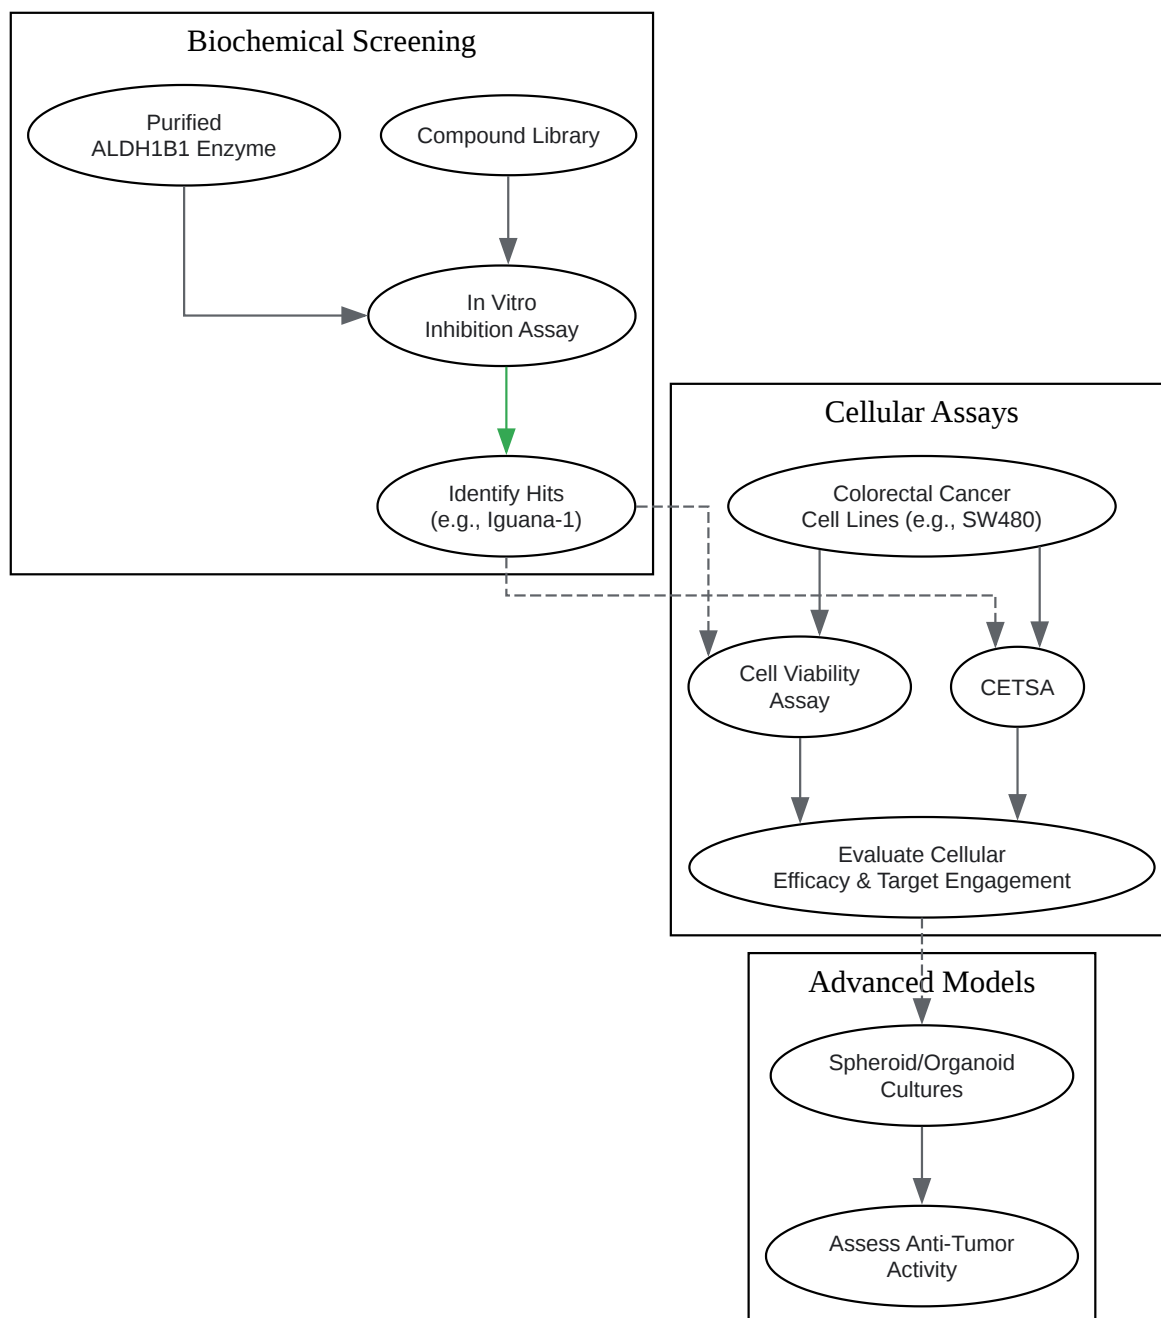 Biochemical Screening
Purified
ALDH1B1 Enzyme
Compound Library
In Vitro
Inhibition Assay
Identify Hits
(e.g., Iguana-1)
Cellular Assays
Colorectal Cancer
Cell Lines (e.g., SW480)
Cell Viability
Assay
CETSA
Evaluate Cellular
Efficacy & Target Engagement
Advanced Models
Spheroid/Organoid
Cultures
Assess Anti-Tumor
Activity